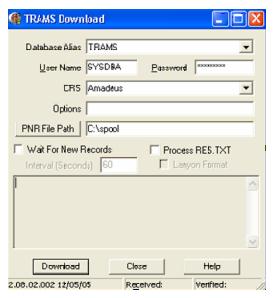 TRAMS Download
Database Alias TRAMS
User Name SYSDBA Password *********
CRS Amadeus
Options
PNR File Path C:\spool
Wait For New Records Process RES.TXT
Interval (Seconds) 60 Lanyon Format
Download Close Help
2.08.02.002 12/05/05 Received: Verified: